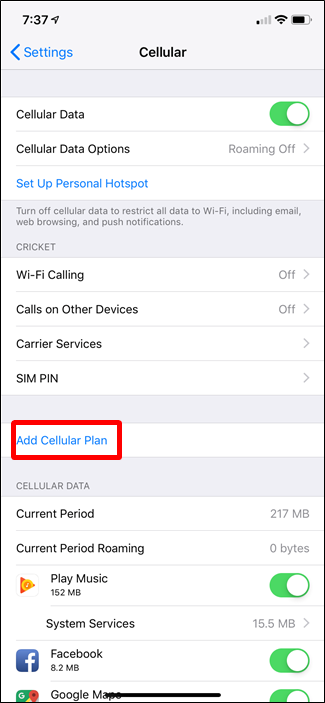 7:37
Settings
Cellular
Cellular Data
Cellular Data Options Roaming Off
Set Up Personal Hotspot
Turn off cellular data to restrict all data to Wi-Fi, including email,
web browsing, and push notifications.
CRICKET
Wi-Fi Calling Off
Calls on Other Devices Off
Carrier Services
SIM PIN
Add Cellular Plan
CELLULAR DATA
Current Period 217 MB
Current Period Roaming 0 bytes
Play Music
152 MB
System Services 15.5 MB
Facebook
8.2 MB
Google Maps